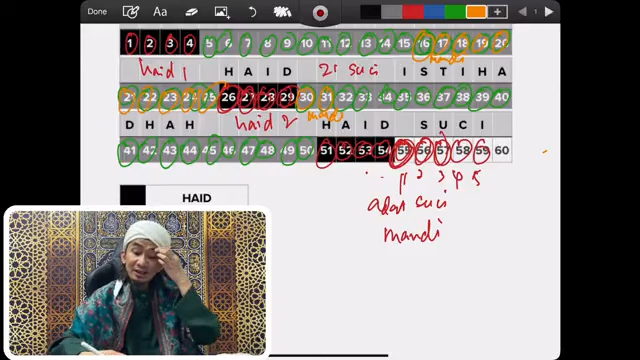 Done 1
1 2 3 4 5 6 7 8 9 10 11 12 13 14 15 16 17 18 19 20
mandi
haid 1 H A I D 21 suci I S T I H A
21 22 23 24 25 26 27 28 29 30 31 32 33 34 35 36 37 38 39 40
mandi
D H A H haid 2 H A I D S U C I
41 42 43 44 45 46 47 48 49 50 51 52 53 54 55 56 57 58 59 60
1 2 3 4 5
HAID
suci
mandi